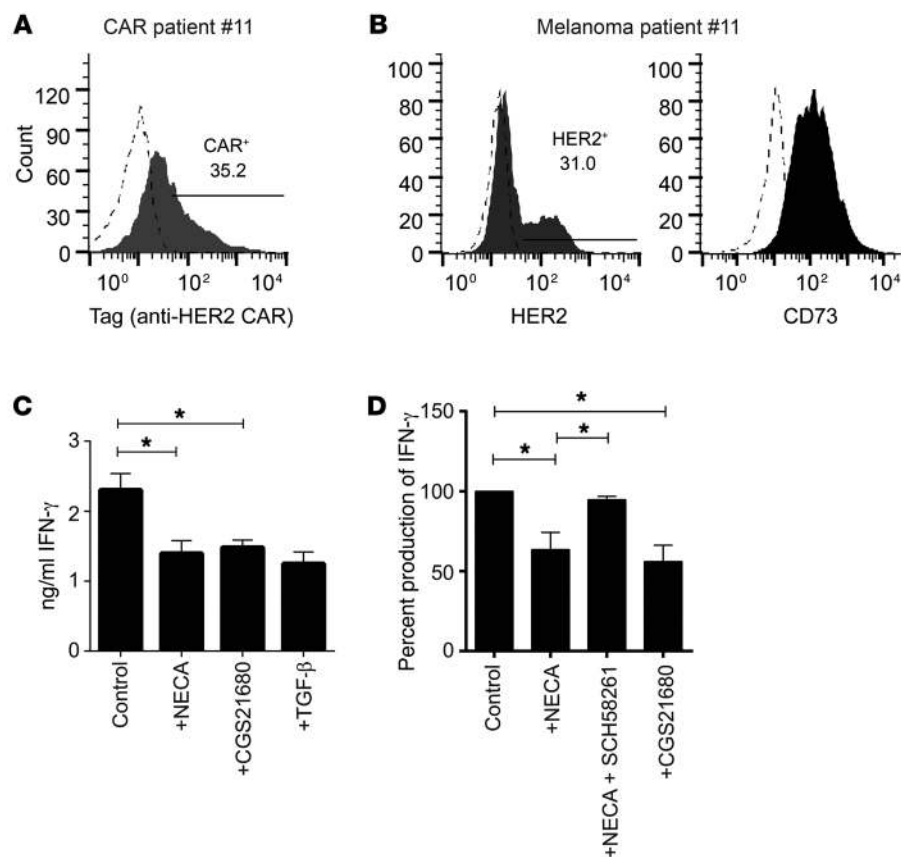 A
CAR patient #11
Count
120
90
60
30
0
CAR⁺
35.2
10⁰ 10² 10⁴
Tag (anti-HER2 CAR)
B
Melanoma patient #11
100
80
60
40
20
0
HER2⁺
31.0
10⁰ 10² 10⁴
HER2
100
80
60
40
20
0
10⁰ 10² 10⁴
CD73
C
ng/ml IFN-γ
3
2
1
0
*
*
Control
+NECA
+CGS21680
+TGF-β
D
Percent production of IFN-γ
150
100
50
0
*
*
*
Control
+NECA
+NECA + SCH58261
+CGS21680